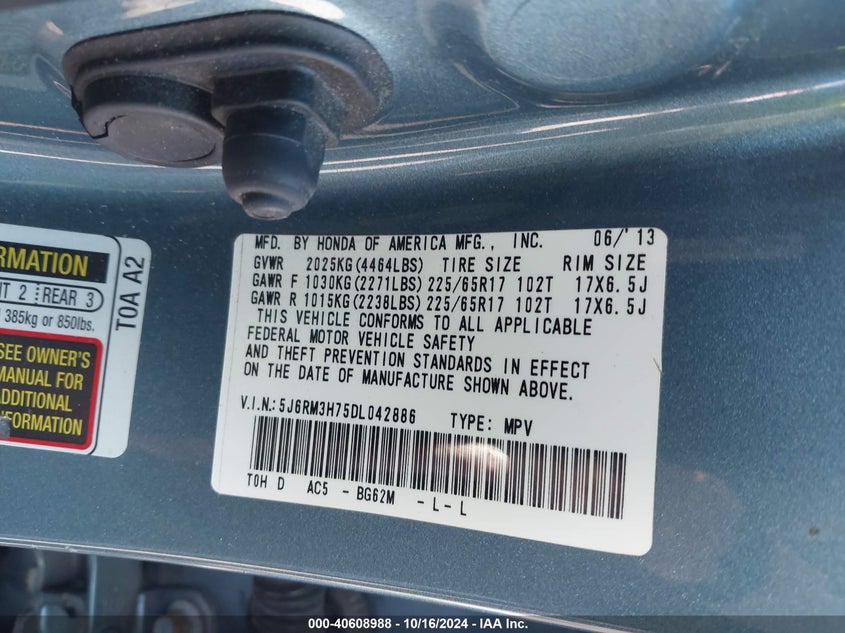 RMATION
T 2 REAR 3
385kg or 850lbs.
SEE OWNER'S
MANUAL FOR
ADDITIONAL
T0A A2
MFD. BY HONDA OF AMERICA MFG., INC. 06/'13
GVWR 2025KG(4464LBS) TIRE SIZE RIM SIZE
GAWR F 1030KG(2271LBS) 225/65R17 102T 17X6.5J
GAWR R 1015KG(2238LBS) 225/65R17 102T 17X6.5J
THIS VEHICLE CONFORMS TO ALL APPLICABLE
FEDERAL MOTOR VEHICLE SAFETY
AND THEFT PREVENTION STANDARDS IN EFFECT
ON THE DATE OF MANUFACTURE SHOWN ABOVE.
V.I.N.:5J6RM3H75DL042886 TYPE: MPV
T0H D AC5 - BG62M - L- L
000-40608988 - 10/16/2024 - IAA Inc.